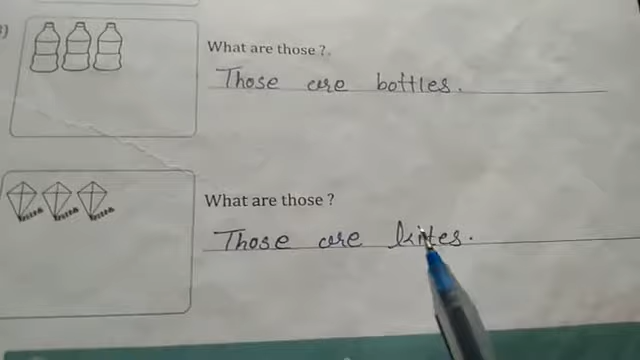 )
What are those ?
Those are bottles.
What are those ?
Those are kites.